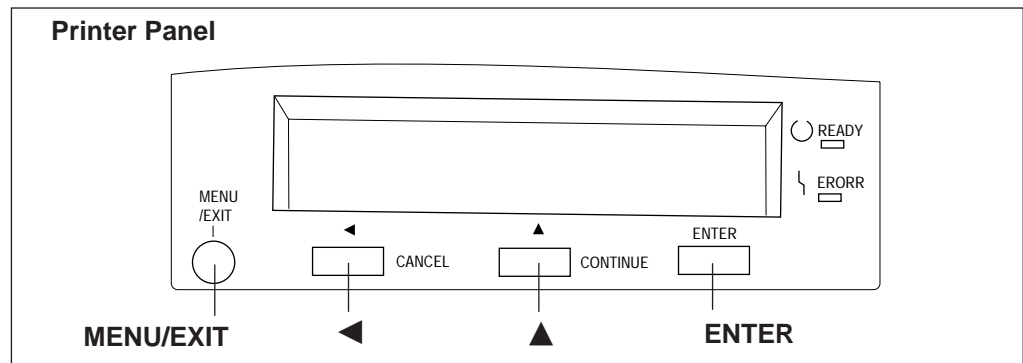 Printer Panel
READY
ERORR
MENU
/EXIT
◀
▲
ENTER
CANCEL
CONTINUE
MENU/EXIT
◀
▲
ENTER